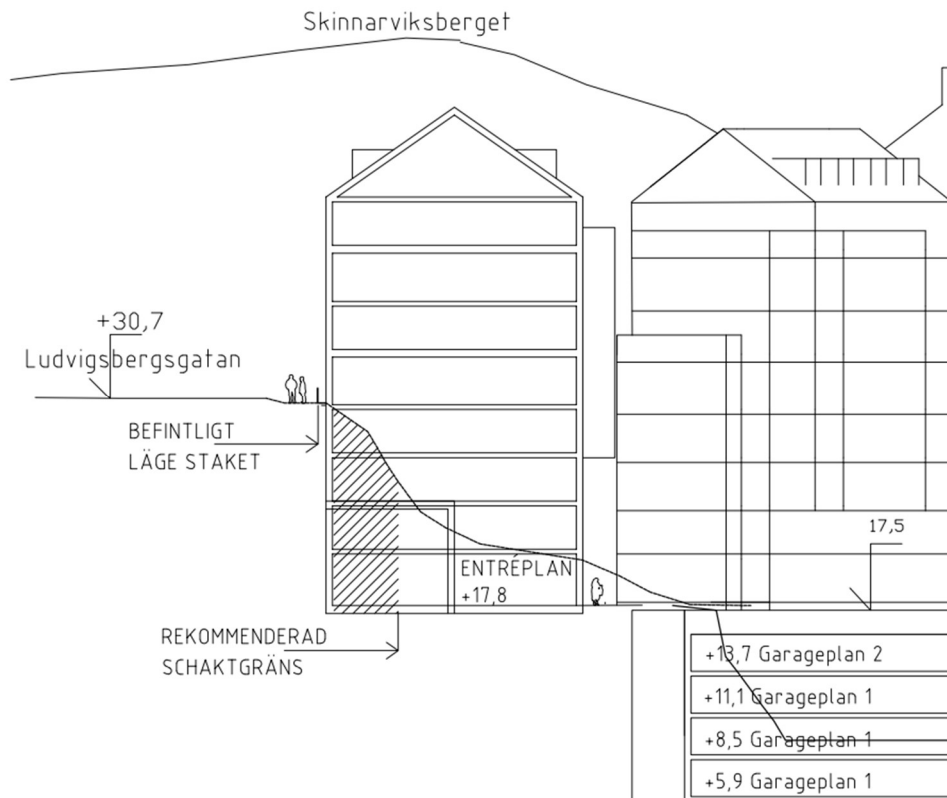 Skinnarviksberget
+30,7
Ludvigsbergsgatan
BEFINTLIGT
LÄGE STAKET
17,5
ENTRÉPLAN
+17,8
REKOMMENDERAD
SCHAKTGRÄNS
+13,7 Garageplan 2
+11,1 Garageplan 1
+8,5 Garageplan 1
+5,9 Garageplan 1